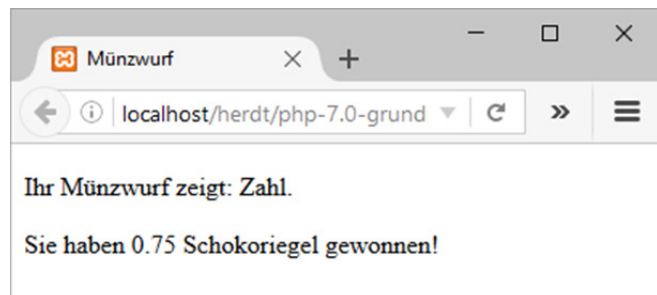 Münzwurf
localhost/herdt/php-7.0-grund
Ihr Münzwurf zeigt: Zahl.
Sie haben 0.75 Schokoriegel gewonnen!